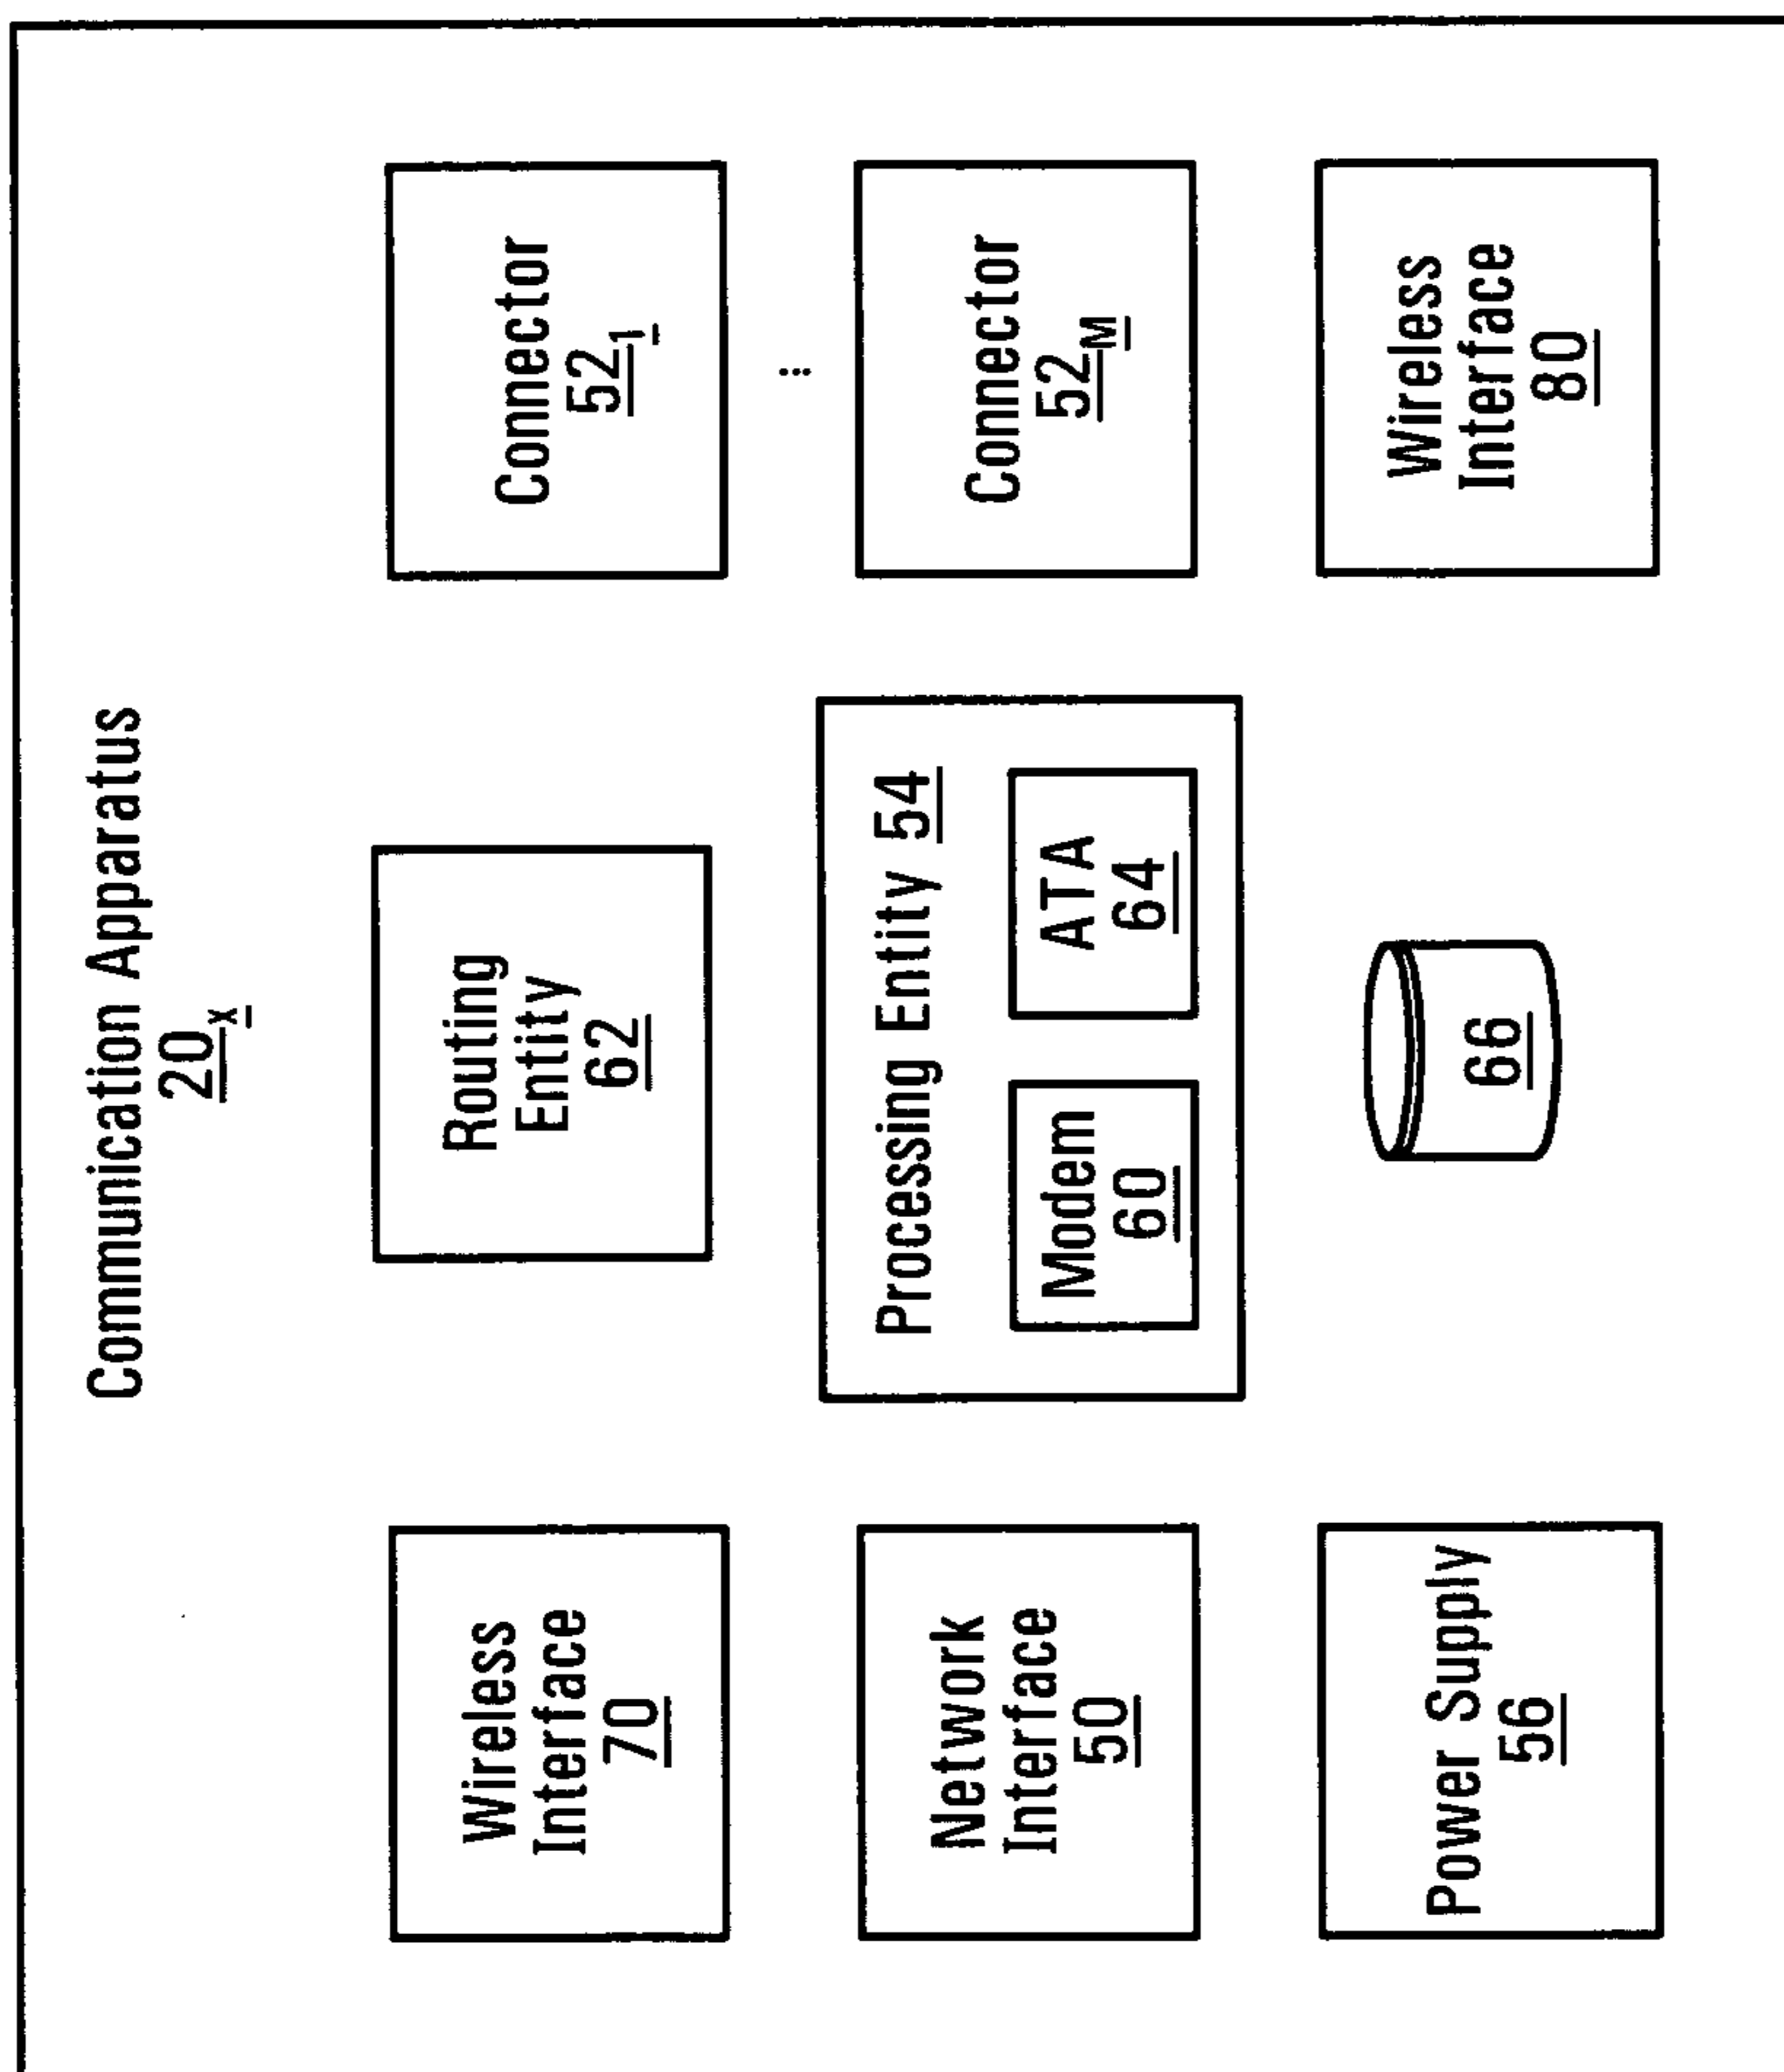 Communication Apparatus
20x
Wireless
Interface
70
Routing
Entity
62
Connector
521
...
Network
Interface
50
Processing Entity 54
Modem
60
ATA
64
Connector
52M
Power Supply
56
66
Wireless
Interface
80